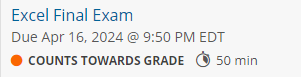 Excel Final Exam
Due Apr 16, 2024 @ 9:50 PM EDT
COUNTS TOWARDS GRADE 50 min